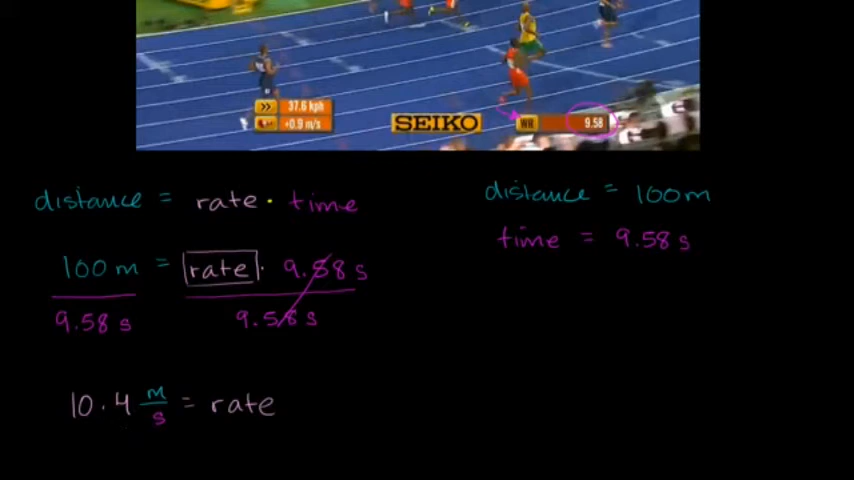 37.6 kph
+0.9 m/s
SEIKO
WR 9.58
distance = rate · time
distance = 100m
time = 9.58 s
100 m = rate · 9.58 s
9.58 s 9.58 s
10.4 m/s = rate